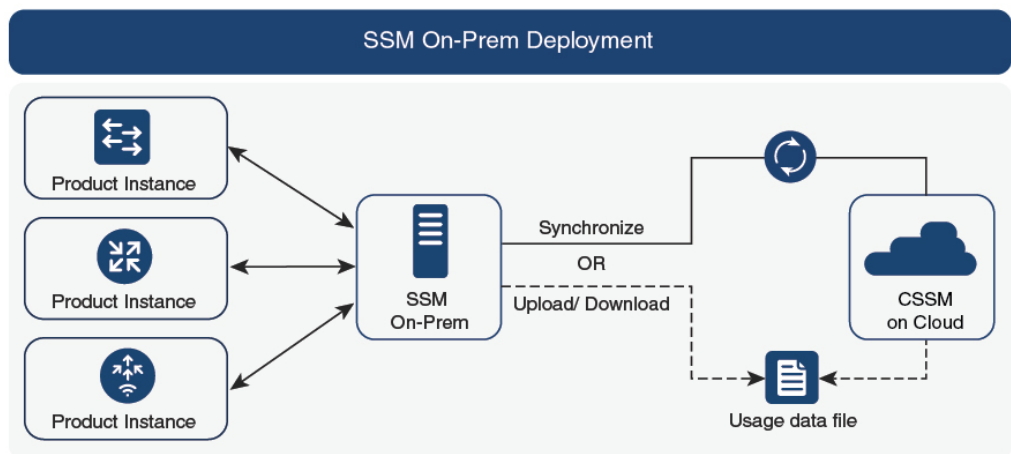 SSM On-Prem Deployment
Product Instance
Product Instance
Product Instance
SSM
On-Prem
Synchronize
OR
Upload/ Download
CSSM
on Cloud
Usage data file